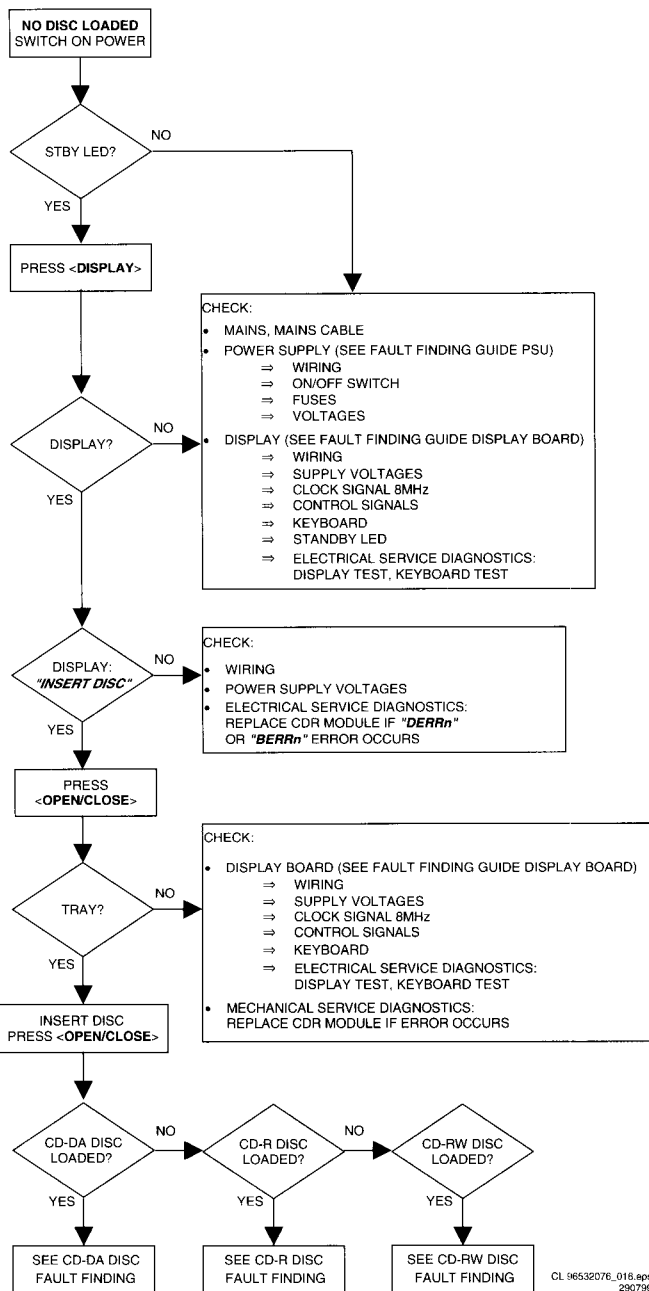 NO DISC LOADED
SWITCH ON POWER
STBY LED?
NO
YES
PRESS <DISPLAY>
CHECK:
• MAINS, MAINS CABLE
• POWER SUPPLY (SEE FAULT FINDING GUIDE PSU)
⇒ WIRING
⇒ ON/OFF SWITCH
⇒ FUSES
⇒ VOLTAGES
• DISPLAY (SEE FAULT FINDING GUIDE DISPLAY BOARD)
⇒ WIRING
⇒ SUPPLY VOLTAGES
⇒ CLOCK SIGNAL 8MHz
⇒ CONTROL SIGNALS
⇒ KEYBOARD
⇒ STANDBY LED
⇒ ELECTRICAL SERVICE DIAGNOSTICS:
DISPLAY TEST, KEYBOARD TEST
DISPLAY?
NO
YES
DISPLAY:
"INSERT DISC"
NO
YES
CHECK:
• WIRING
• POWER SUPPLY VOLTAGES
• ELECTRICAL SERVICE DIAGNOSTICS:
REPLACE CDR MODULE IF "DERRn"
OR "BERRn" ERROR OCCURS
PRESS
<OPEN/CLOSE>
TRAY?
NO
YES
CHECK:
• DISPLAY BOARD (SEE FAULT FINDING GUIDE DISPLAY BOARD)
⇒ WIRING
⇒ SUPPLY VOLTAGES
⇒ CLOCK SIGNAL 8MHz
⇒ CONTROL SIGNALS
⇒ KEYBOARD
⇒ ELECTRICAL SERVICE DIAGNOSTICS:
DISPLAY TEST, KEYBOARD TEST
• MECHANICAL SERVICE DIAGNOSTICS:
REPLACE CDR MODULE IF ERROR OCCURS
INSERT DISC
PRESS <OPEN/CLOSE>
CD-DA DISC
LOADED?
NO
YES
CD-R DISC
LOADED?
NO
YES
CD-RW DISC
LOADED?
YES
SEE CD-DA DISC
FAULT FINDING
SEE CD-R DISC
FAULT FINDING
SEE CD-RW DISC
FAULT FINDING
CL 96532076_016.eps
290799